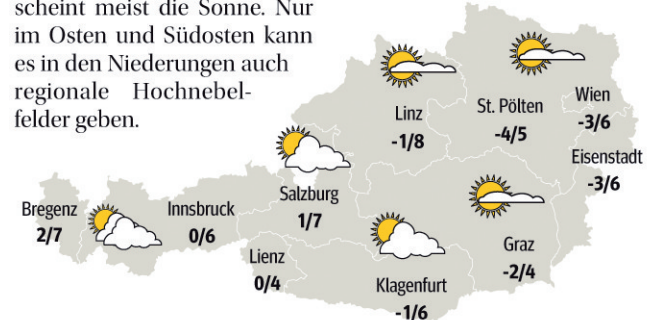 scheint meist die Sonne. Nur
im Osten und Südosten kann
es in den Niederungen auch
regionale Hochnebel-
felder geben.
Linz
-1/8
St. Pölten
-4/5
Wien
-3/6
Eisenstadt
-3/6
Bregenz
2/7
Innsbruck
0/6
Salzburg
1/7
Lienz
0/4
Klagenfurt
-1/6
Graz
-2/4